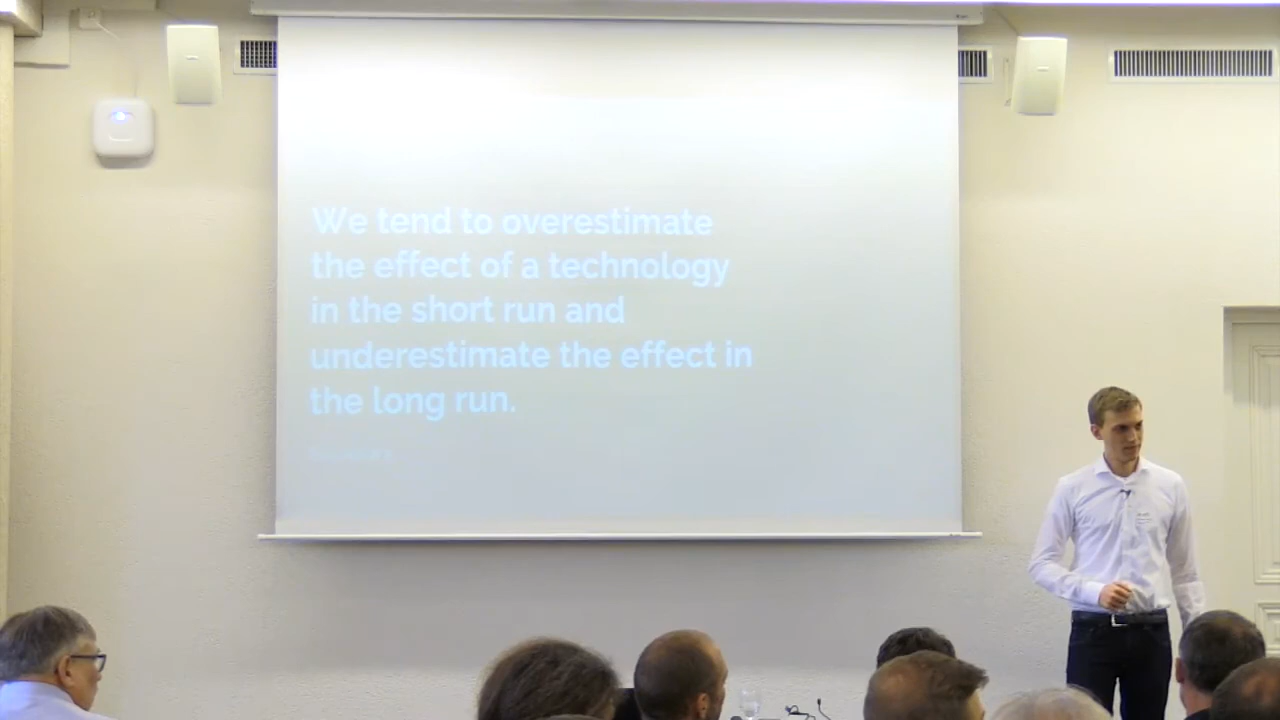 We tend to overestimate
the effect of a technology
in the short run and
underestimate the effect in
the long run.